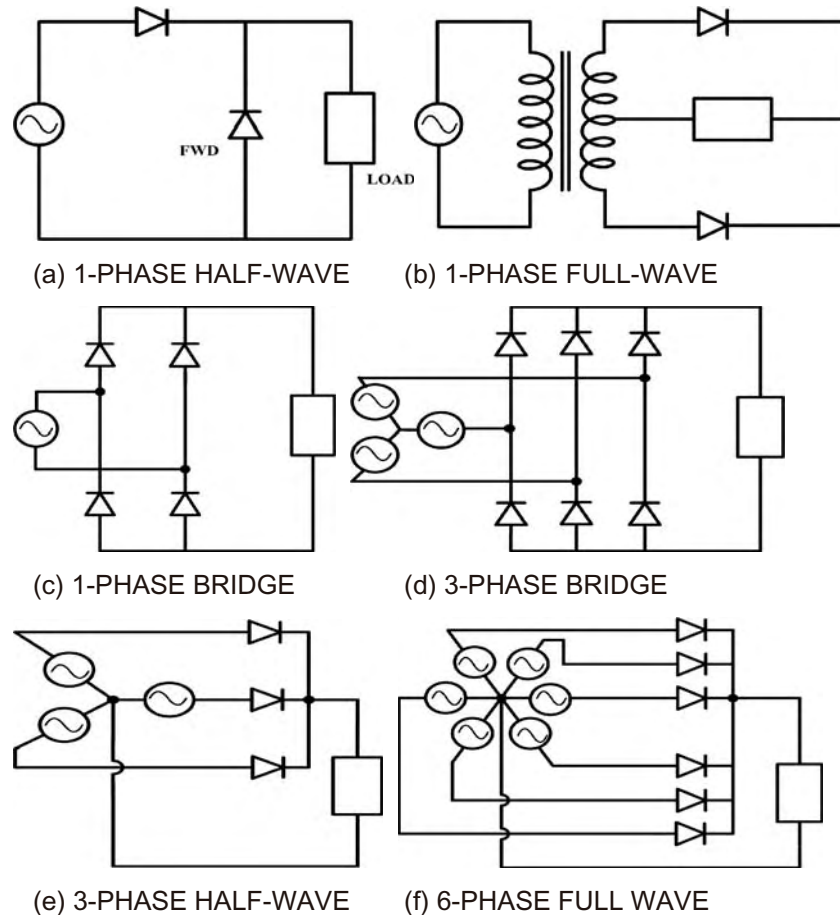 FWD
LOAD
(a) 1-PHASE HALF-WAVE
(b) 1-PHASE FULL-WAVE
(c) 1-PHASE BRIDGE
(d) 3-PHASE BRIDGE
(e) 3-PHASE HALF-WAVE
(f) 6-PHASE FULL WAVE